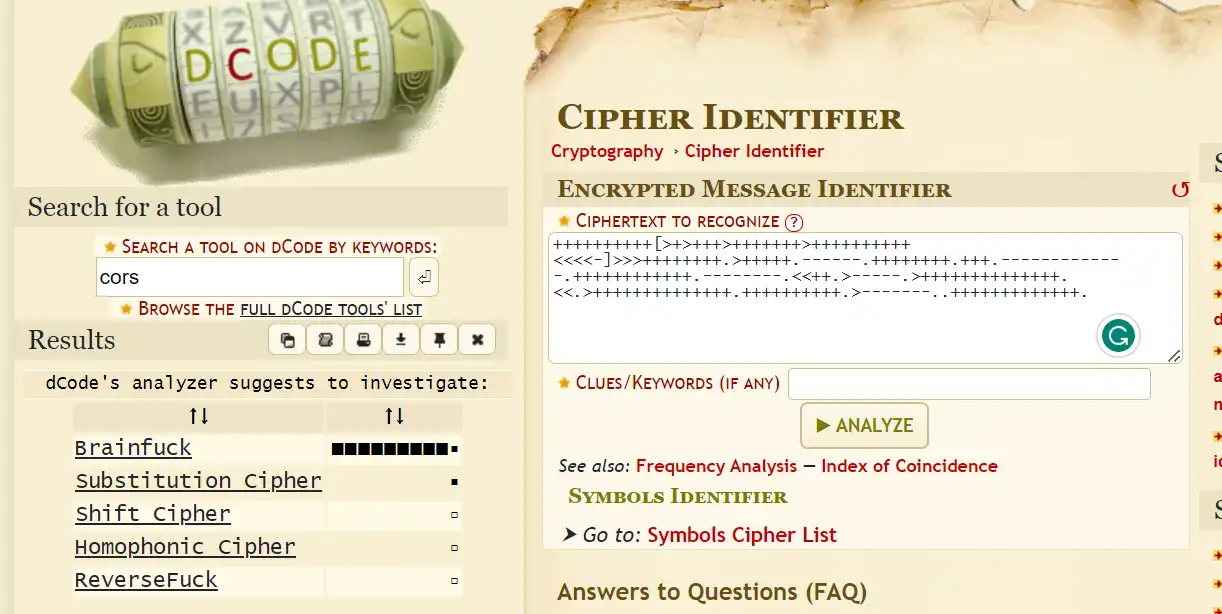 X Z V R T
D C O D E
E U X P
Search for a tool
★ SEARCH A TOOL ON DCODE BY KEYWORDS:
cors
★ BROWSE THE FULL DCODE TOOLS' LIST
Results
dCode's analyzer suggests to investigate:
↑↓ ↑↓
Brainfuck ■■■■■■■■■▪
Substitution Cipher ▪
Shift Cipher ▫
Homophonic Cipher ▫
ReverseFuck ▫
CIPHER IDENTIFIER
Cryptography › Cipher Identifier
ENCRYPTED MESSAGE IDENTIFIER
★ CIPHERTEXT TO RECOGNIZE ?
++++++++++[>+>+++>+++++++>++++++++++
<<<<-]>>>++++++++.>+++++.------.++++++++.+++.------------
-.++++++++++++.--------.<<++.>-----.>++++++++++++++.
<<.>++++++++++++++.++++++++++.>-------..+++++++++++++.
★ CLUES/KEYWORDS (IF ANY)
► ANALYZE
See also: Frequency Analysis — Index of Coincidence
SYMBOLS IDENTIFIER
➤ Go to: Symbols Cipher List
Answers to Questions (FAQ)